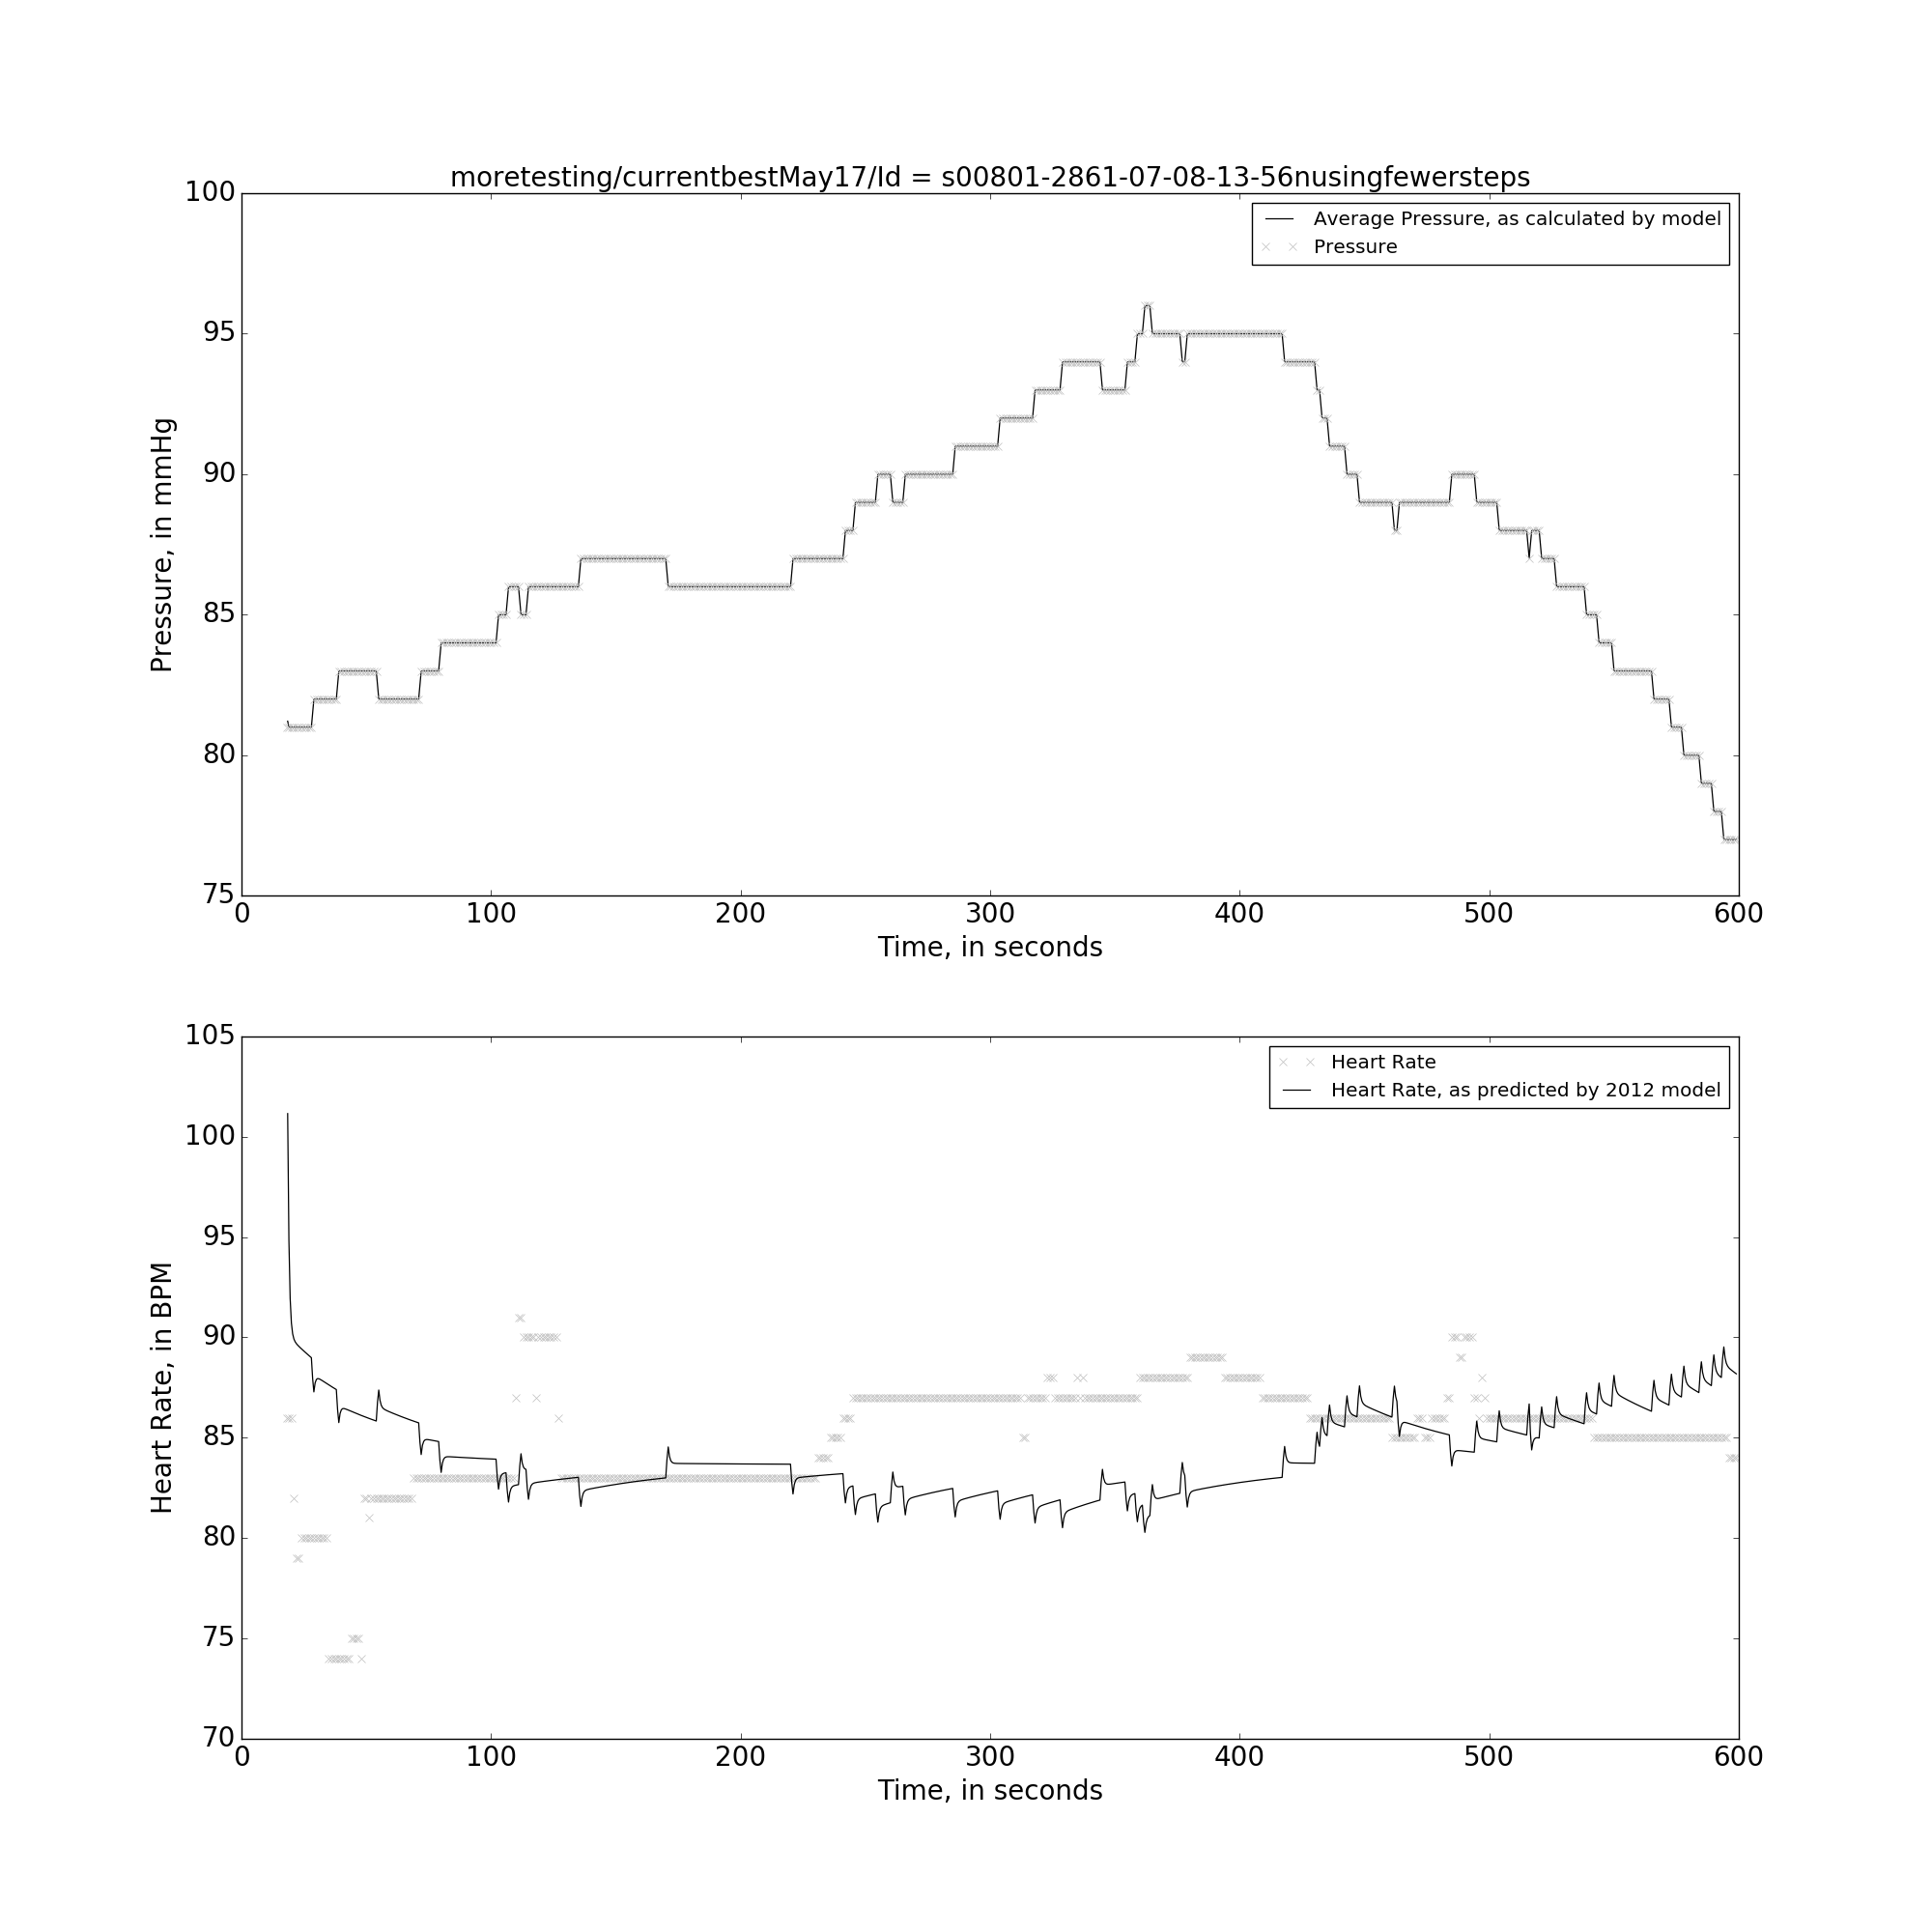 moretesting/currentbestMay17/Id = s00801-2861-07-08-13-56nusingfewersteps
100
95
90
85
80
75
Pressure, in mmHg
Average Pressure, as calculated by model
Pressure
0 100 200 300 400 500 600
Time, in seconds
105
100
95
90
85
80
75
70
Heart Rate, in BPM
Heart Rate
Heart Rate, as predicted by 2012 model
0 100 200 300 400 500 600
Time, in seconds